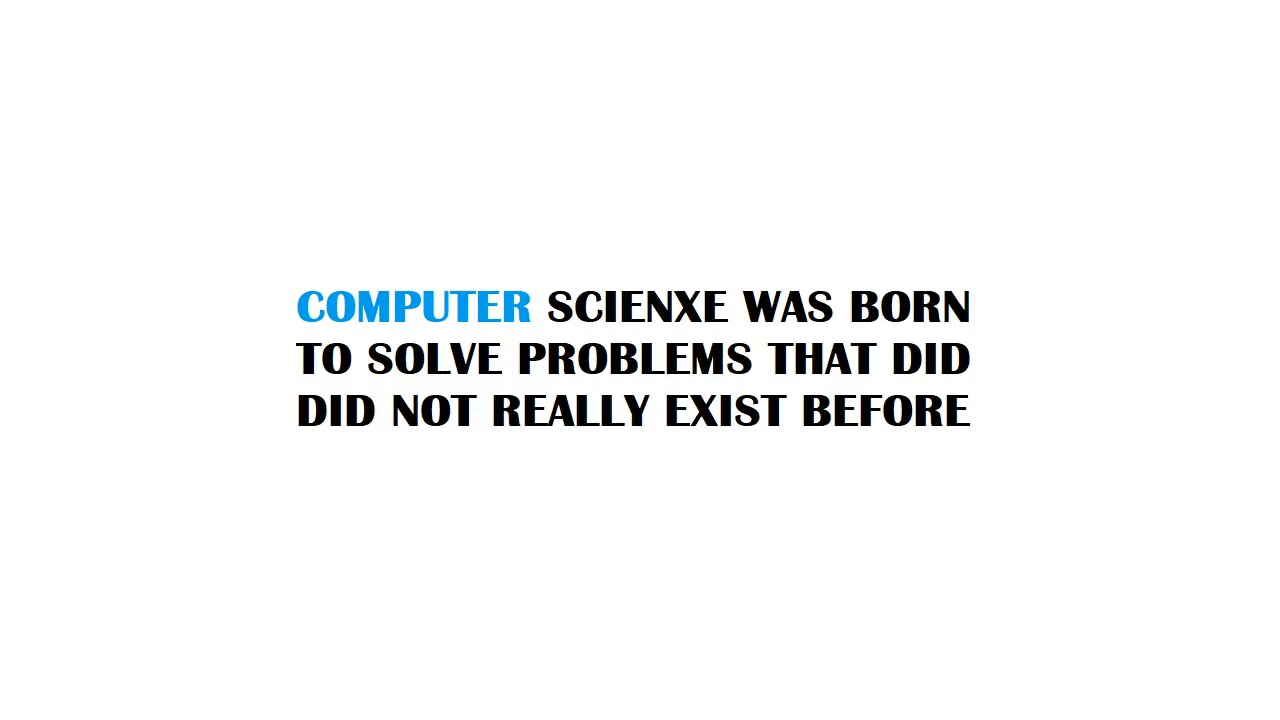 COMPUTER SCIENXE WAS BORN
TO SOLVE PROBLEMS THAT DID
DID NOT REALLY EXIST BEFORE